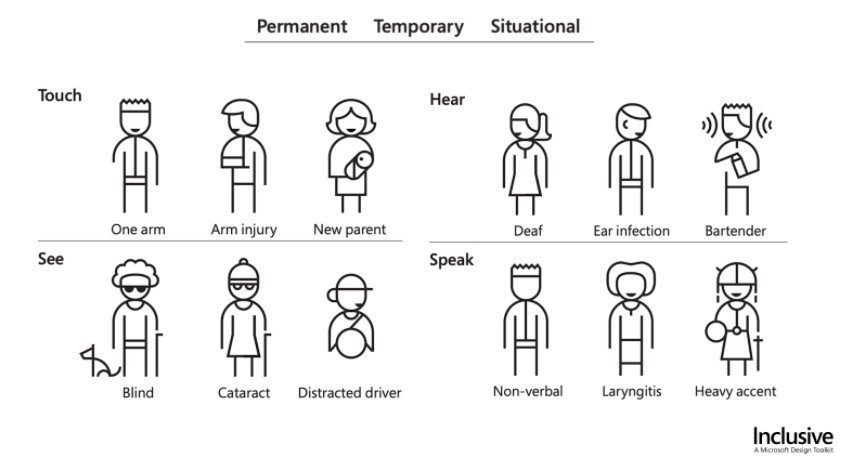 Permanent Temporary Situational
Touch
One arm Arm injury New parent
Hear
Deaf Ear infection Bartender
See
Blind Cataract Distracted driver
Speak
Non-verbal Laryngitis Heavy accent
Inclusive
A Microsoft Design Toolkit